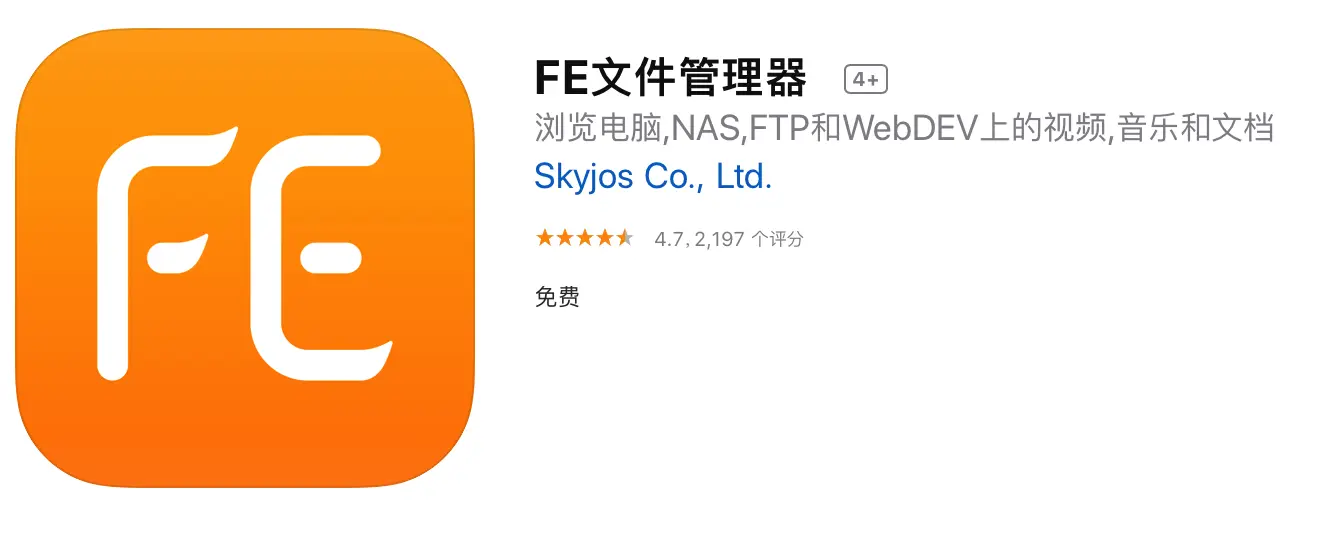 FE
FE文件管理器 4+
浏览电脑,NAS,FTP和WebDEV上的视频,音乐和文档
Skyjos Co., Ltd.
4.7, 2,197 个评分
免费